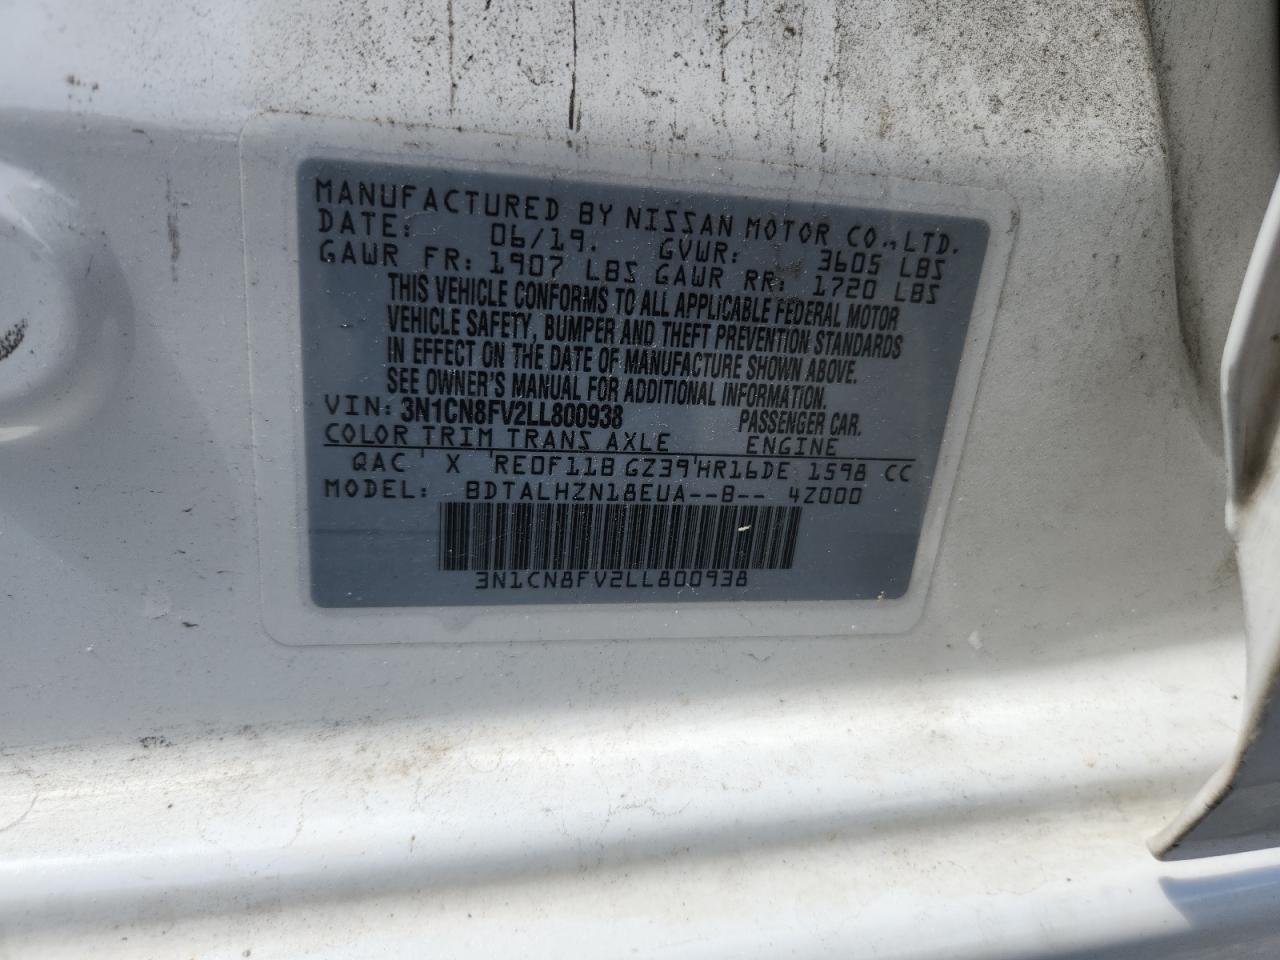 MANUFACTURED BY NISSAN MOTOR CO., LTD.
DATE: 06/19. GVWR: 3605 LBS
GAWR FR: 1907 LBS GAWR RR: 1720 LBS
THIS VEHICLE CONFORMS TO ALL APPLICABLE FEDERAL MOTOR
VEHICLE SAFETY, BUMPER AND THEFT PREVENTION STANDARDS
IN EFFECT ON THE DATE OF MANUFACTURE SHOWN ABOVE.
SEE OWNER'S MANUAL FOR ADDITIONAL INFORMATION.
VIN: 3N1CN8FV2LL800938 PASSENGER CAR.
COLOR TRIM TRANS AXLE ENGINE
QAC X RE0F11B GZ39 HR16DE 1598 CC
MODEL: BDTALHZN18EUA--B-- 4Z000
3N1CN8FV2LL800938